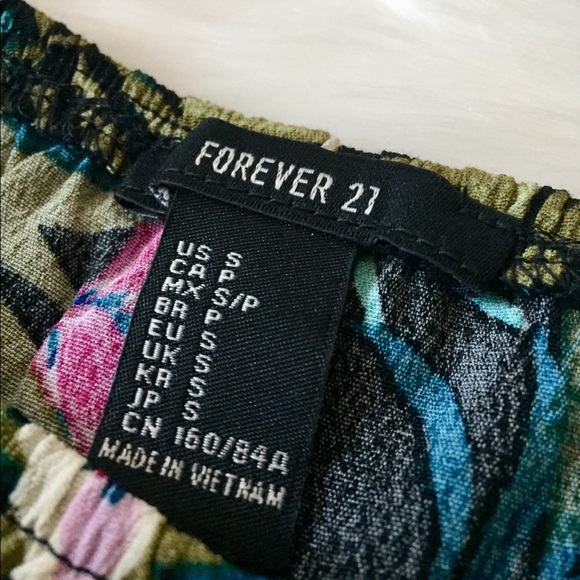 FOREVER 21
US S
CA P
MX S/P
BR P
EU S
UK S
KR S
JP S
CN 160/84A
MADE IN VIETNAM